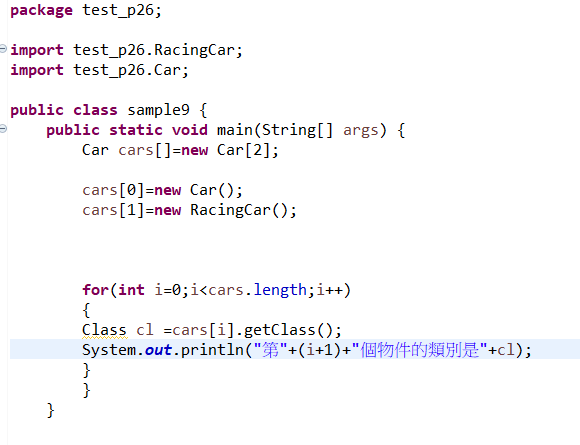 package test_p26;
import test_p26.RacingCar;
import test_p26.Car;
public class sample9 {
public static void main(String[] args) {
Car cars[]=new Car[2];
cars[0]=new Car();
cars[1]=new RacingCar();
for(int i=0;i<cars.length;i++)
{
Class cl =cars[i].getClass();
System.out.println("第"+(i+1)+"個物件的類別是"+cl);
}
}
}